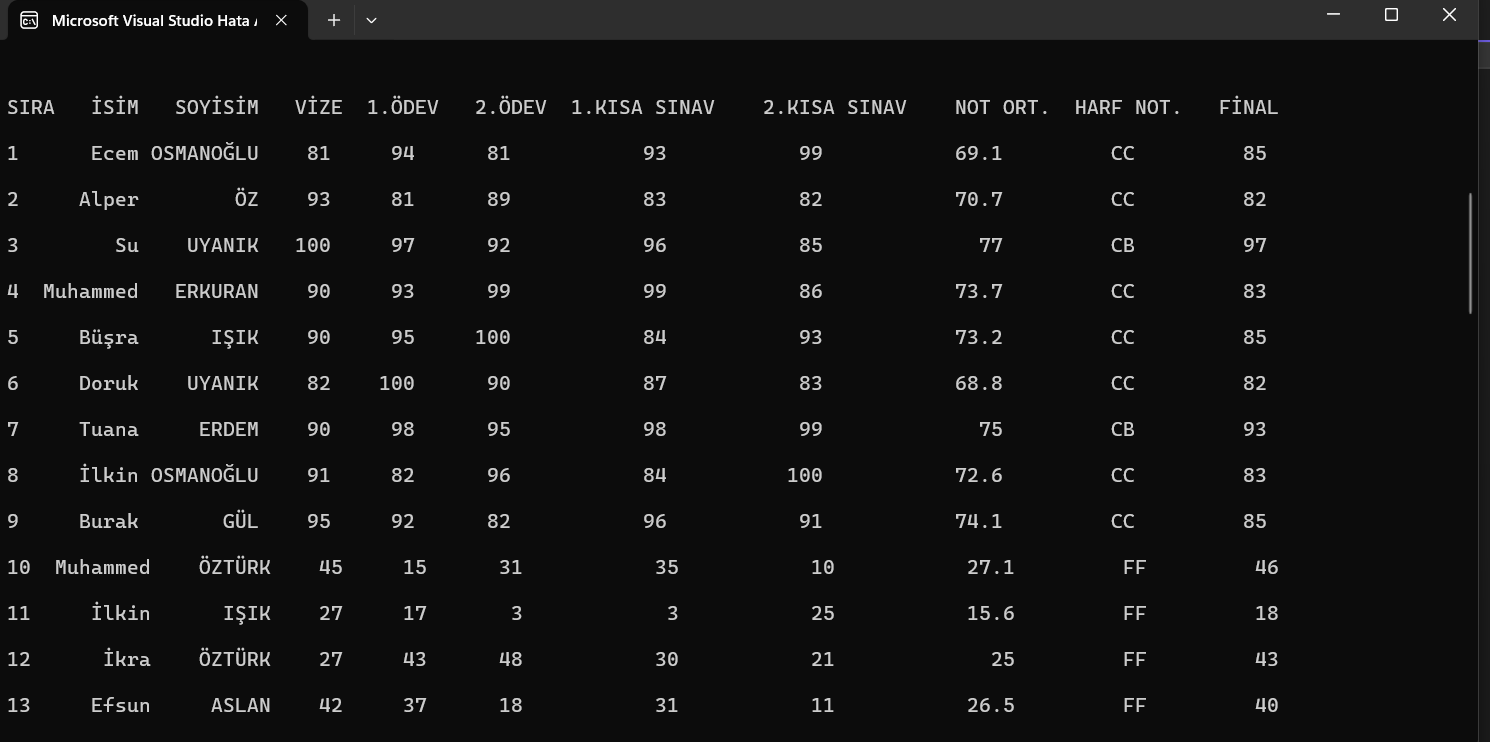 Microsoft Visual Studio Hata
SIRA İSİM SOYİSİM VİZE 1.ÖDEV 2.ÖDEV 1.KISA SINAV 2.KISA SINAV NOT ORT. HARF NOT. FİNAL
1 Ecem OSMANOĞLU 81 94 81 93 99 69.1 CC 85
2 Alper ÖZ 93 81 89 83 82 70.7 CC 82
3 Su UYANIK 100 97 92 96 85 77 CB 97
4 Muhammed ERKURAN 90 93 99 99 86 73.7 CC 83
5 Büşra IŞIK 90 95 100 84 93 73.2 CC 85
6 Doruk UYANIK 82 100 90 87 83 68.8 CC 82
7 Tuana ERDEM 90 98 95 98 99 75 CB 93
8 İlkin OSMANOĞLU 91 82 96 84 100 72.6 CC 83
9 Burak GÜL 95 92 82 96 91 74.1 CC 85
10 Muhammed ÖZTÜRK 45 15 31 35 10 27.1 FF 46
11 İlkin IŞIK 27 17 3 3 25 15.6 FF 18
12 İkra ÖZTÜRK 27 43 48 30 21 25 FF 43
13 Efsun ASLAN 42 37 18 31 11 26.5 FF 40